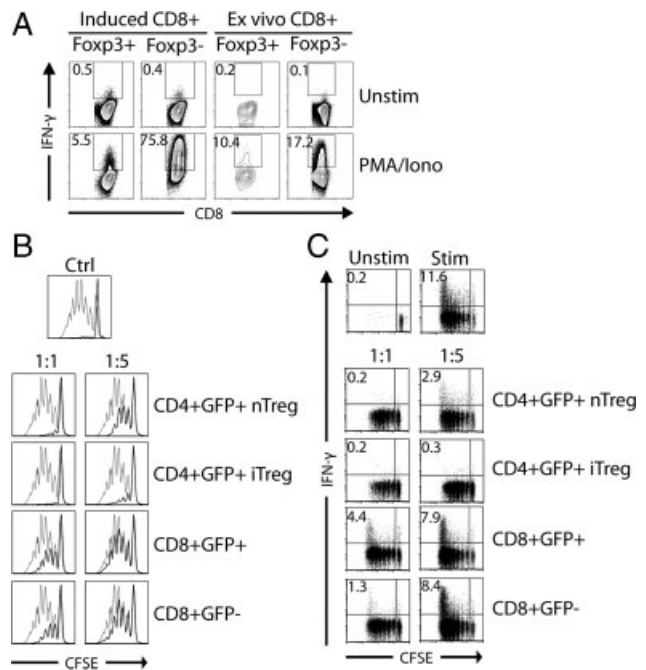 A
Induced CD8+ Ex vivo CD8+
Foxp3+ Foxp3- Foxp3+ Foxp3-
0.5 0.4 0.2 0.1
Unstim
5.5 75.8 10.4 17.2
PMA/Iono
IFN-γ
CD8
B
Ctrl
1:1 1:5
CD4+GFP+ nTreg
CD4+GFP+ iTreg
CD8+GFP+
CD8+GFP-
CFSE
C
Unstim Stim
0.2 11.6
1:1 1:5
0.2 2.9
CD4+GFP+ nTreg
0.2 0.3
CD4+GFP+ iTreg
4.4 7.9
CD8+GFP+
1.3 8.4
CD8+GFP-
IFN-γ
CFSE